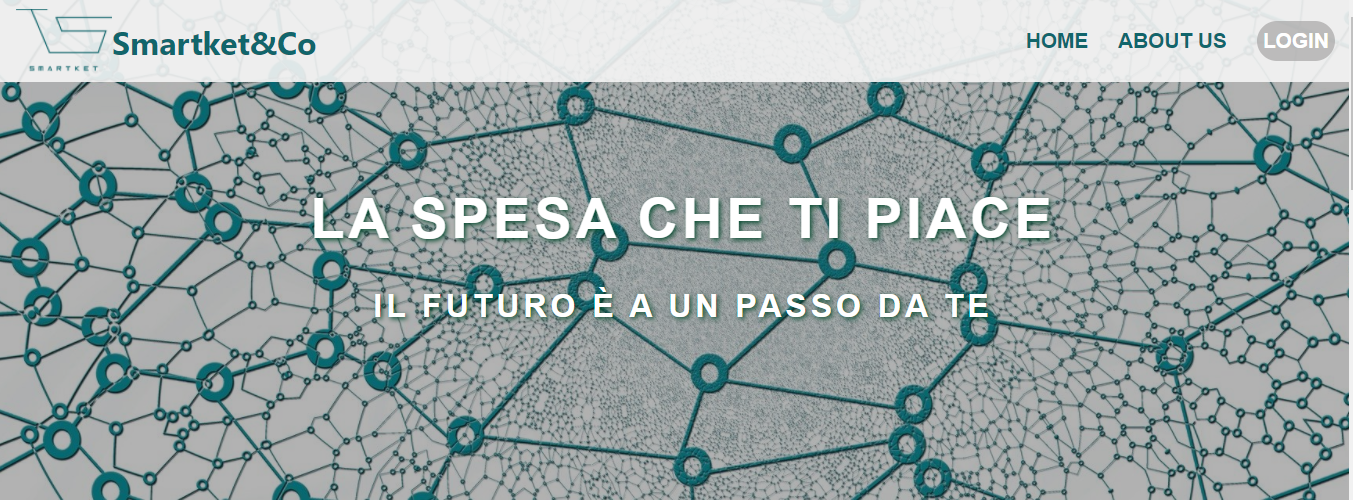 Smartket&Co
SMARTKET
HOME
ABOUT US
LOGIN
LA SPESA CHE TI PIACE
IL FUTURO È A UN PASSO DA TE